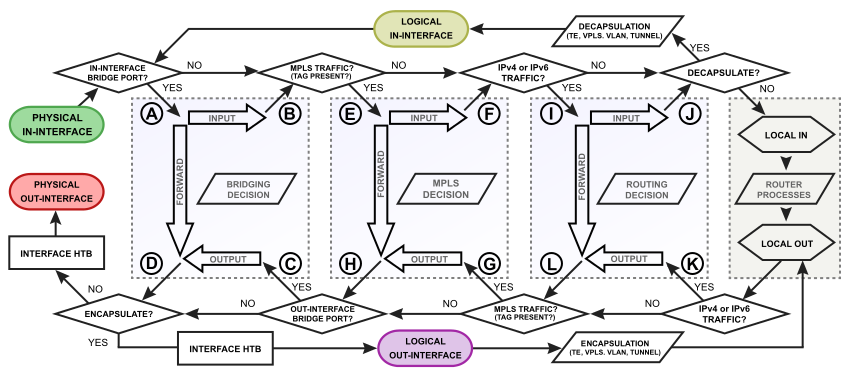 LOGICAL
IN-INTERFACE
DECAPSULATION
(TE, VPLS. VLAN, TUNNEL)
IN-INTERFACE
BRIDGE PORT?
NO
YES
MPLS TRAFFIC?
(TAG PRESENT?)
NO
YES
IPv4 or IPv6
TRAFFIC?
NO
YES
DECAPSULATE?
YES
NO
PHYSICAL
IN-INTERFACE
A
INPUT
B
E
INPUT
F
I
INPUT
J
LOCAL IN
FORWARD
BRIDGING
DECISION
FORWARD
MPLS
DECISION
FORWARD
ROUTING
DECISION
ROUTER
PROCESSES
PHYSICAL
OUT-INTERFACE
INTERFACE HTB
D
OUTPUT
C
H
OUTPUT
G
L
OUTPUT
K
LOCAL OUT
NO
ENCAPSULATE?
YES
NO
YES
OUT-INTERFACE
BRIDGE PORT?
NO
YES
MPLS TRAFFIC?
(TAG PRESENT?)
NO
YES
IPv4 or IPv6
TRAFFIC?
INTERFACE HTB
LOGICAL
OUT-INTERFACE
ENCAPSULATION
(TE, VPLS. VLAN, TUNNEL)